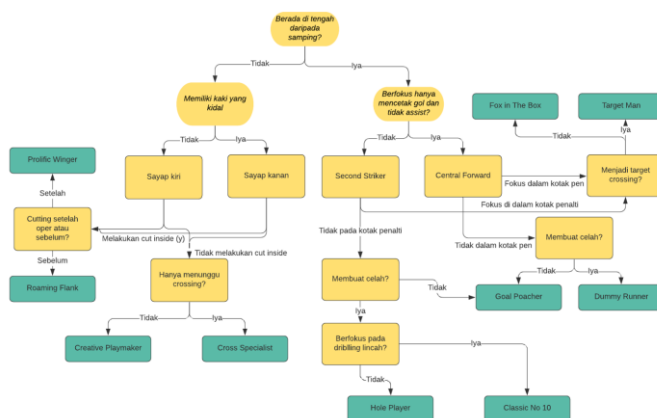 Berada di tengah
daripada
samping?
Tidak
Iya
Memiliki kaki yang
kidal
Berfokus hanya
mencetak gol dan
tidak assist?
Fox in The Box
Target Man
Tidak
Iya
Tidak
Iya
Tidak
Iya
Prolific Winger
Sayap kiri
Sayap kanan
Second Striker
Central Forward
Fokus dalam kotak pen
Menjadi target
crossing?
Setelah
Fokus di dalam kotak penalti
Cutting setelah
oper atau
sebelum?
Melakukan cut inside (y)
Tidak melakukan cut inside
Tidak pada kotak penalti
Tidak dalam kotak pen
Membuat celah?
Sebelum
Hanya menunggu
crossing?
Membuat celah?
Tidak
Iya
Roaming Flank
Tidak
Goal Poacher
Dummy Runner
Tidak
Iya
Iya
Creative Playmaker
Cross Specialist
Berfokus pada
driblling lincah?
Iya
Tidak
Hole Player
Classic No 10